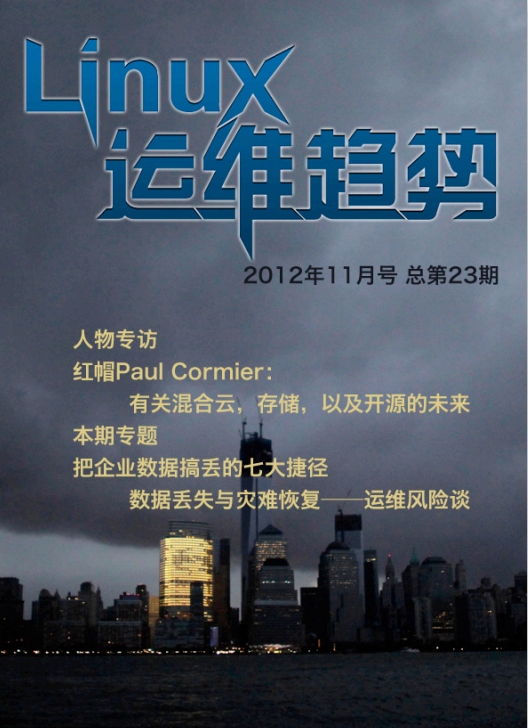 Linux
运维趋势
2012年11月号 总第23期
人物专访
红帽Paul Cormier：
有关混合云，存储，以及开源的未来
本期专题
把企业数据搞丢的七大捷径
数据丢失与灾难恢复——运维风险谈